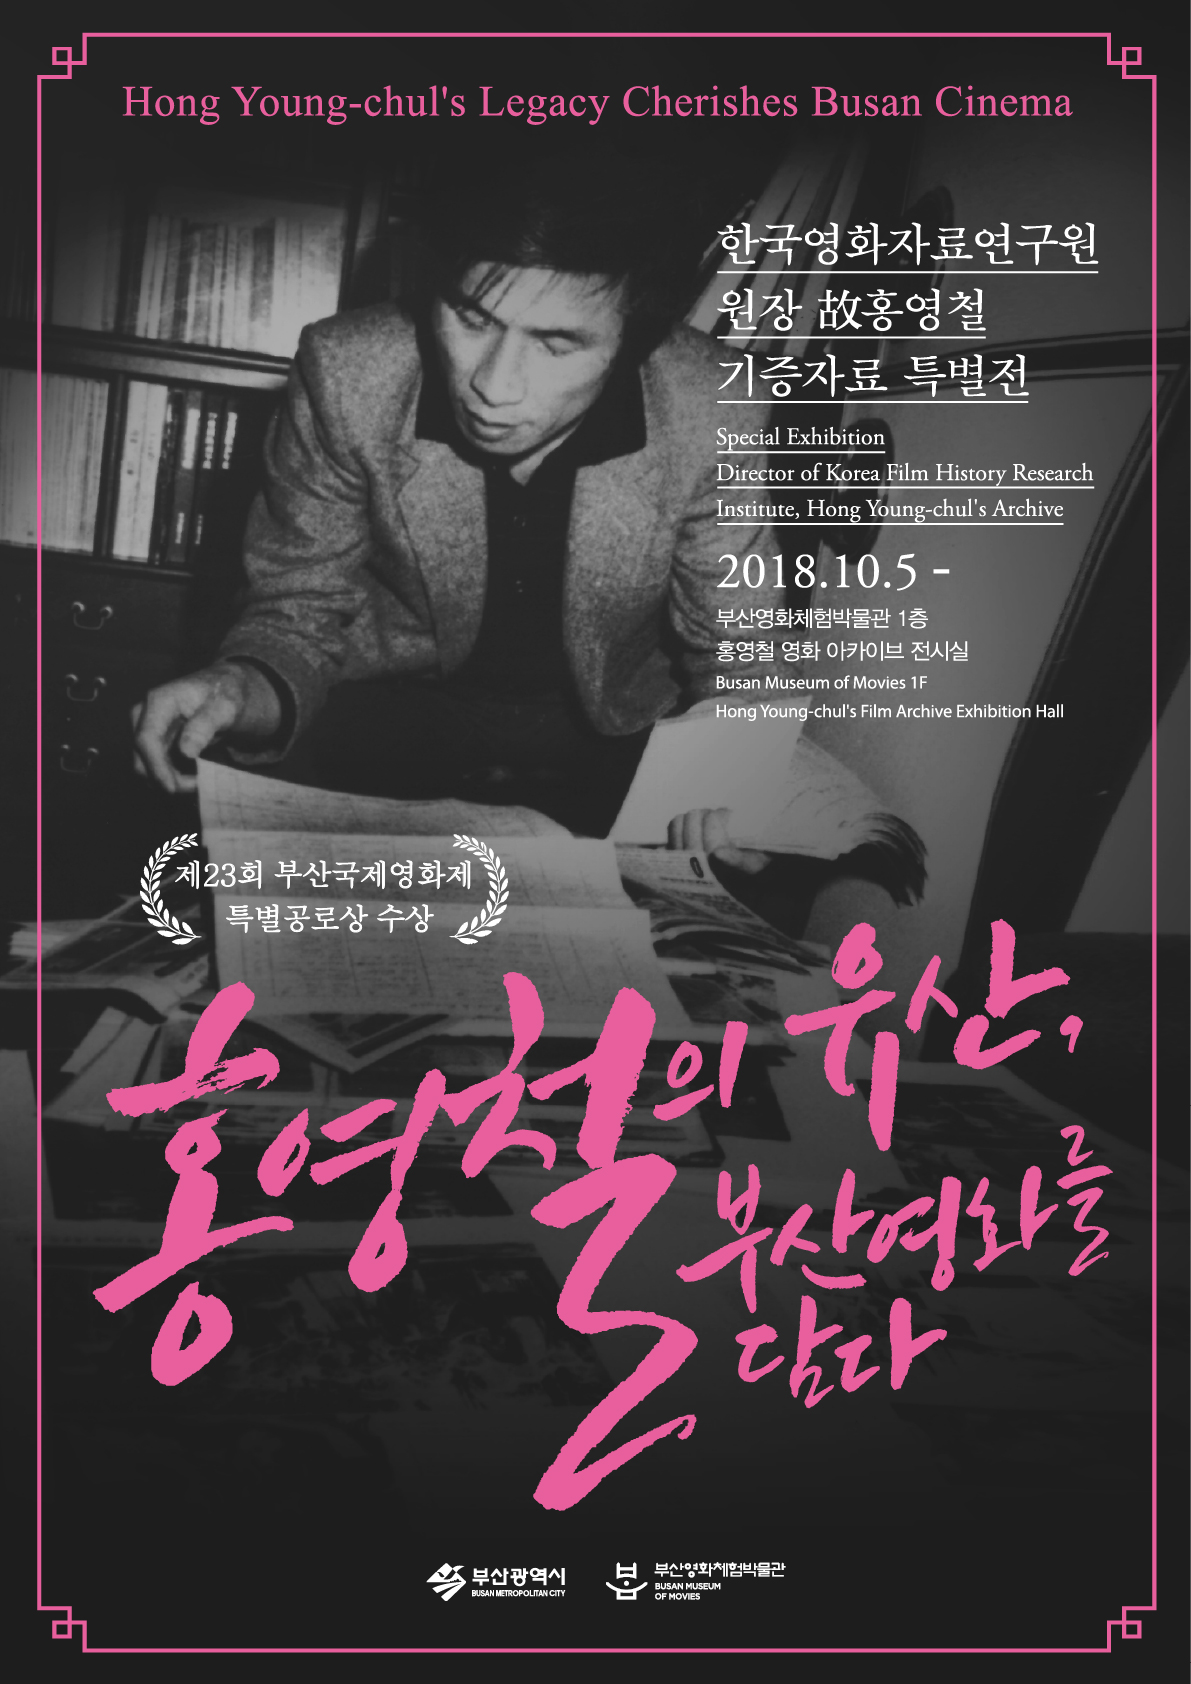 Hong Young-chul's Legacy Cherishes Busan Cinema
한국영화자료연구원
원장 故홍영철
기증자료 특별전
Special Exhibition
Director of Korea Film History Research
Institute, Hong Young-chul's Archive
2018.10.5 -
부산영화체험박물관 1층
홍영철 영화 아카이브 전시실
Busan Museum of Movies 1F
Hong Young-chul's Film Archive Exhibition Hall
제23회 부산국제영화제
특별공로상 수상
홍영철의 유산,
부산영화를
담다
부산광역시
BUSAN METROPOLITAN CITY
부산영화체험박물관
BUSAN MUSEUM
OF MOVIES